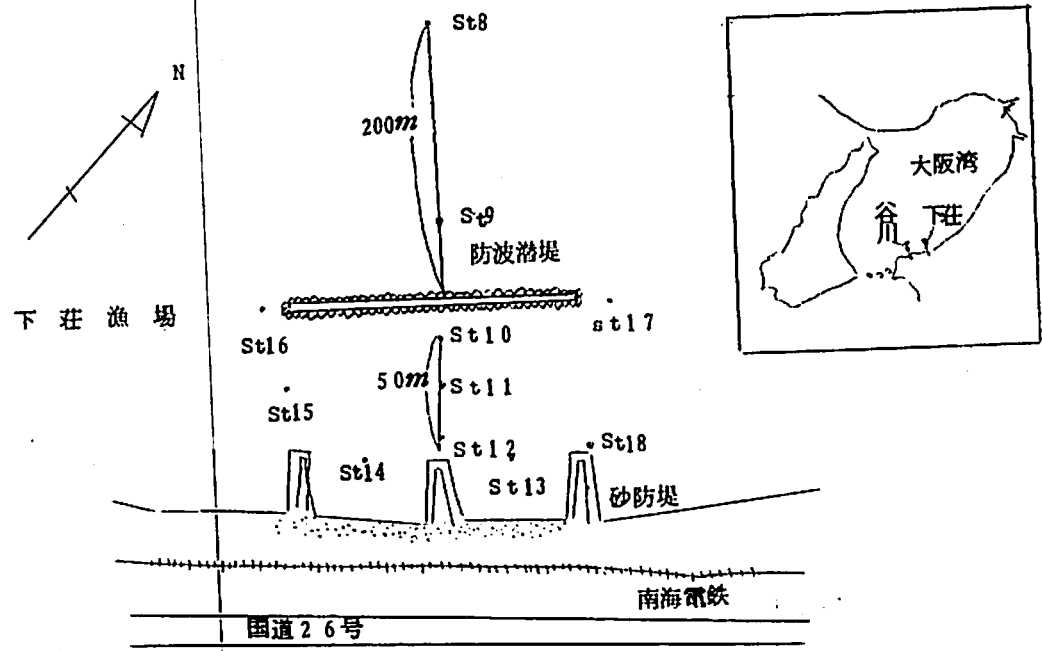 St8
N
200m
大阪湾
谷川
下荘
St9
防波潜堤
下荘漁場
st17
St10
St16
50m
St11
St15
St12
St18
St14
St13
砂防堤
南海電鉄
国道26号